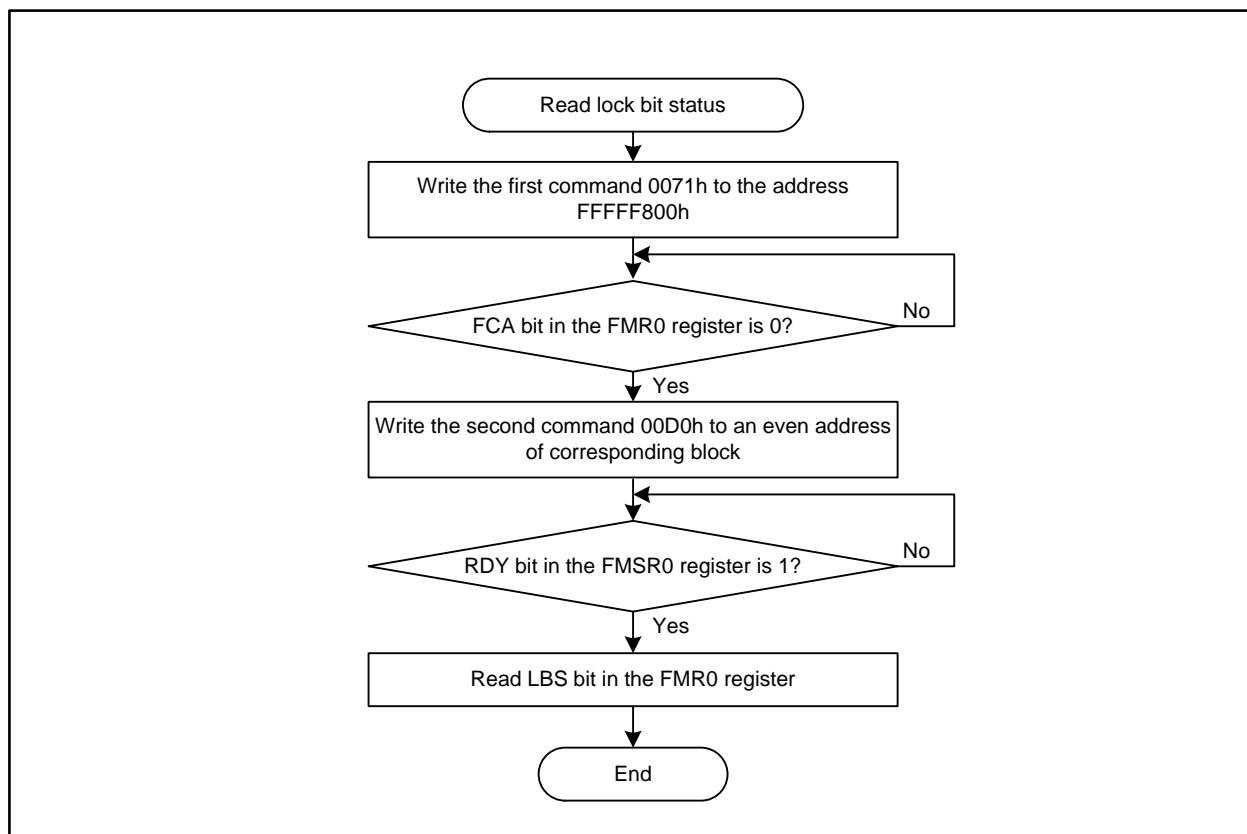 Read lock bit status
Write the first command 0071h to the address
FFFFF800h
FCA bit in the FMR0 register is 0?
No
Yes
Write the second command 00D0h to an even address
of corresponding block
RDY bit in the FMSR0 register is 1?
No
Yes
Read LBS bit in the FMR0 register
End